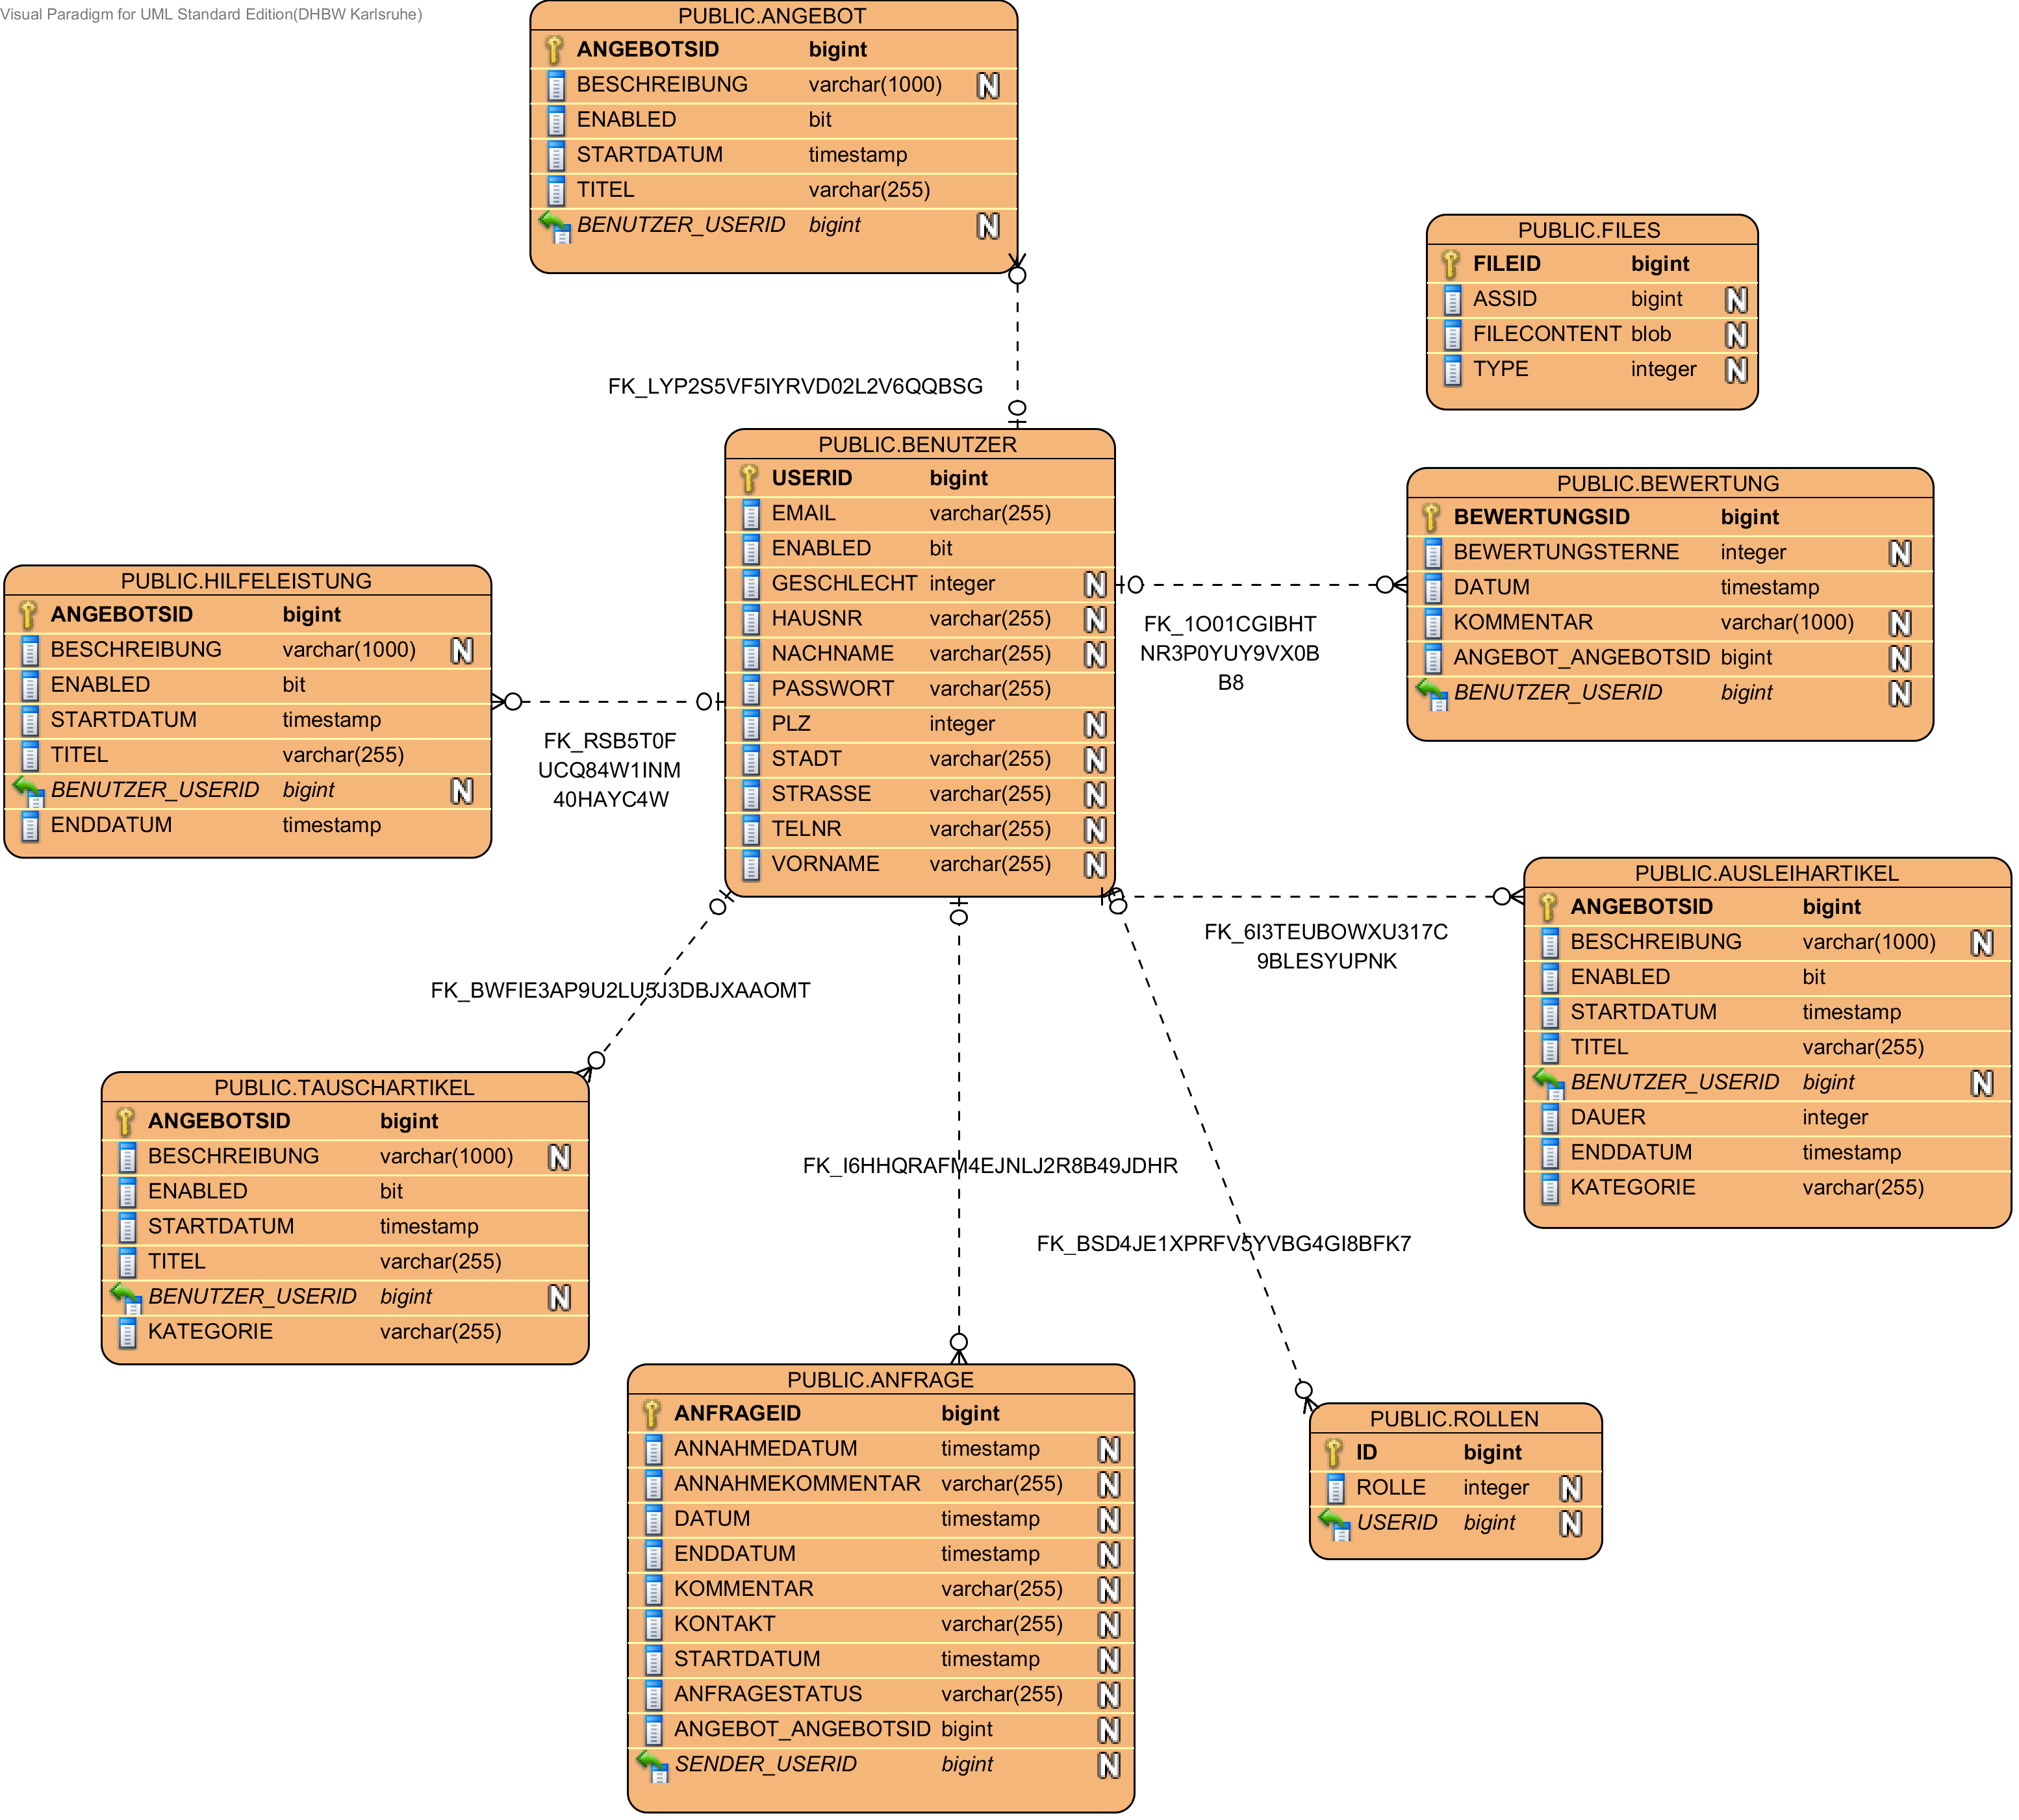 Visual Paradigm for UML Standard Edition(DHBW Karlsruhe)
PUBLIC.ANGEBOT
ANGEBOTSID bigint
BESCHREIBUNG varchar(1000) N
ENABLED bit
STARTDATUM timestamp
TITEL varchar(255)
BENUTZER_USERID bigint N
PUBLIC.FILES
FILEID bigint
ASSID bigint N
FILECONTENT blob N
TYPE integer N
FK_LYP2S5VF5IYRVD02L2V6QQBSG
PUBLIC.BENUTZER
USERID bigint
EMAIL varchar(255)
ENABLED bit
GESCHLECHT integer N
HAUSNR varchar(255) N
NACHNAME varchar(255) N
PASSWORT varchar(255)
PLZ integer N
STADT varchar(255) N
STRASSE varchar(255) N
TELNR varchar(255) N
VORNAME varchar(255) N
PUBLIC.BEWERTUNG
BEWERTUNGSID bigint
BEWERTUNGSTERNE integer N
DATUM timestamp
KOMMENTAR varchar(1000) N
ANGEBOT_ANGEBOTSID bigint N
BENUTZER_USERID bigint N
FK_1O01CGIBHT
NR3P0YUY9VX0B
B8
PUBLIC.HILFELEISTUNG
ANGEBOTSID bigint
BESCHREIBUNG varchar(1000) N
ENABLED bit
STARTDATUM timestamp
TITEL varchar(255)
BENUTZER_USERID bigint N
ENDDATUM timestamp
FK_RSB5T0F
UCQ84W1INM
40HAYC4W
PUBLIC.AUSLEIHARTIKEL
ANGEBOTSID bigint
BESCHREIBUNG varchar(1000) N
ENABLED bit
STARTDATUM timestamp
TITEL varchar(255)
BENUTZER_USERID bigint N
DAUER integer
ENDDATUM timestamp
KATEGORIE varchar(255)
FK_6I3TEUBOWXU317C
9BLESYUPNK
FK_BWFIE3AP9U2LU5J3DBJXAAOMT
PUBLIC.TAUSCHARTIKEL
ANGEBOTSID bigint
BESCHREIBUNG varchar(1000) N
ENABLED bit
STARTDATUM timestamp
TITEL varchar(255)
BENUTZER_USERID bigint N
KATEGORIE varchar(255)
FK_I6HHQRAFM4EJNLJ2R8B49JDHR
FK_BSD4JE1XPRFV5YVBG4GI8BFK7
PUBLIC.ANFRAGE
ANFRAGEID bigint
ANNAHMEDATUM timestamp N
ANNAHMEKOMMENTAR varchar(255) N
DATUM timestamp N
ENDDATUM timestamp N
KOMMENTAR varchar(255) N
KONTAKT varchar(255) N
STARTDATUM timestamp N
ANFRAGESTATUS varchar(255) N
ANGEBOT_ANGEBOTSID bigint N
SENDER_USERID bigint N
PUBLIC.ROLLEN
ID bigint
ROLLE integer N
USERID bigint N